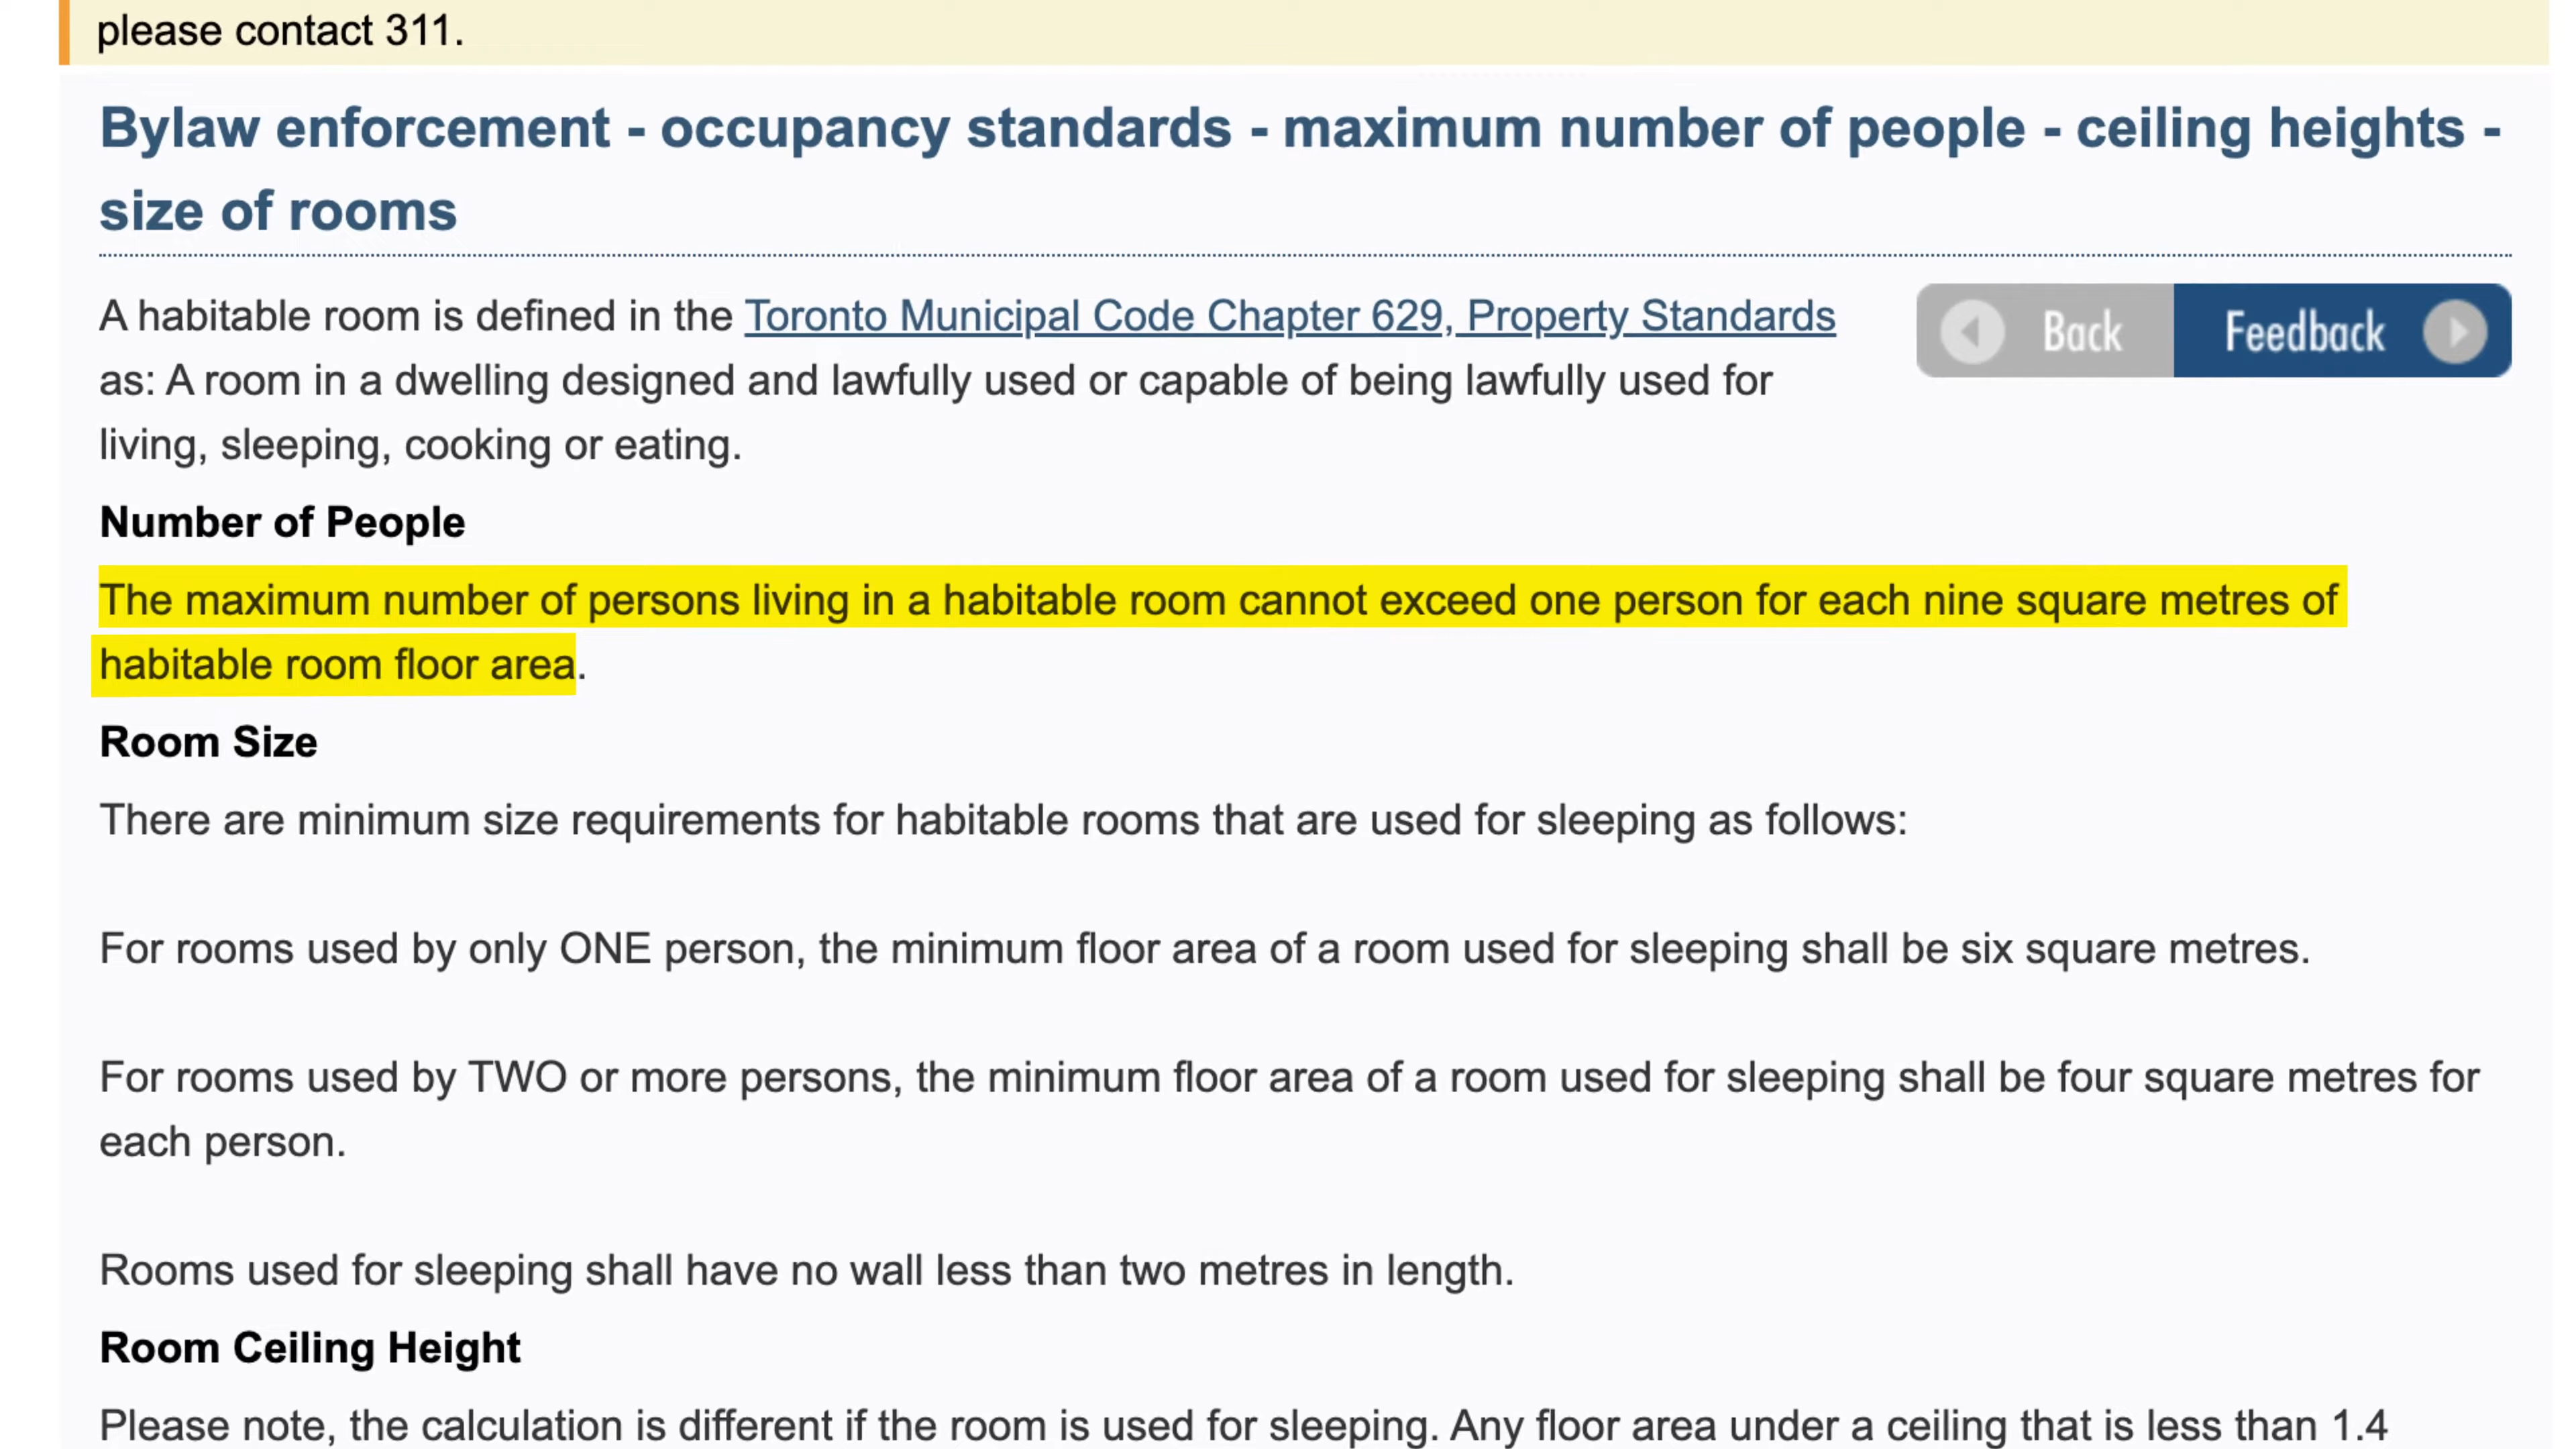 please contact 311.
Bylaw enforcement - occupancy standards - maximum number of people - ceiling heights -
size of rooms
A habitable room is defined in the Toronto Municipal Code Chapter 629, Property Standards
Back Feedback
as: A room in a dwelling designed and lawfully used or capable of being lawfully used for
living, sleeping, cooking or eating.
Number of People
The maximum number of persons living in a habitable room cannot exceed one person for each nine square metres of
habitable room floor area.
Room Size
There are minimum size requirements for habitable rooms that are used for sleeping as follows:
For rooms used by only ONE person, the minimum floor area of a room used for sleeping shall be six square metres.
For rooms used by TWO or more persons, the minimum floor area of a room used for sleeping shall be four square metres for
each person.
Rooms used for sleeping shall have no wall less than two metres in length.
Room Ceiling Height
Please note, the calculation is different if the room is used for sleeping. Any floor area under a ceiling that is less than 1.4